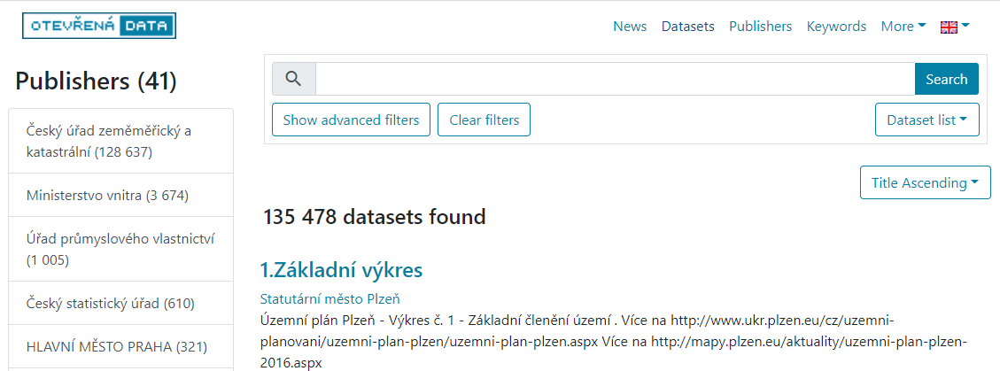 OTEVŘENÁ DATA
News Datasets Publishers Keywords More
Publishers (41)
Český úřad zeměměřický a
katastrální (128 637)
Ministerstvo vnitra (3 674)
Úřad průmyslového vlastnictví
(1 005)
Český statistický úřad (610)
HLAVNÍ MĚSTO PRAHA (321)
Search
Show advanced filters Clear filters Dataset list
Title Ascending
135 478 datasets found
1.Základní výkres
Statutární město Plzeň
Územní plán Plzeň - Výkres č. 1 - Základní členění území . Více na http://www.ukr.plzen.eu/cz/uzemni-
planovani/uzemni-plan-plzen/uzemni-plan-plzen.aspx Více na http://mapy.plzen.eu/aktuality/uzemni-plan-plzen-
2016.aspx